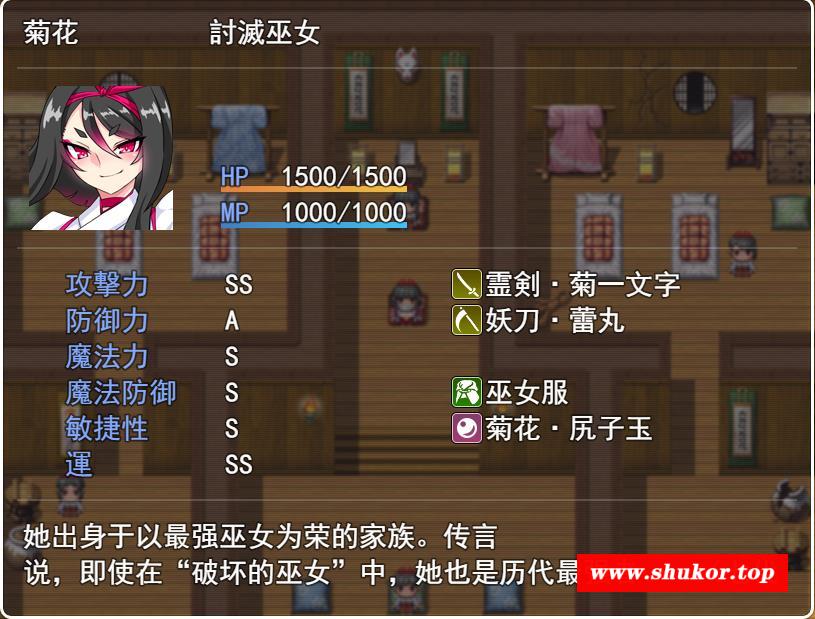 菊花 討滅巫女
HP 1500/1500
MP 1000/1000
攻撃力 SS 霊剣・菊一文字
防御力 A 妖刀・蕾丸
魔法力 S
魔法防御 S 巫女服
敏捷性 S 菊花・尻子玉
運 SS
她出身于以最强巫女为荣的家族。传言
说，即使在“破坏的巫女”中，她也是历代最
www.shukor.top